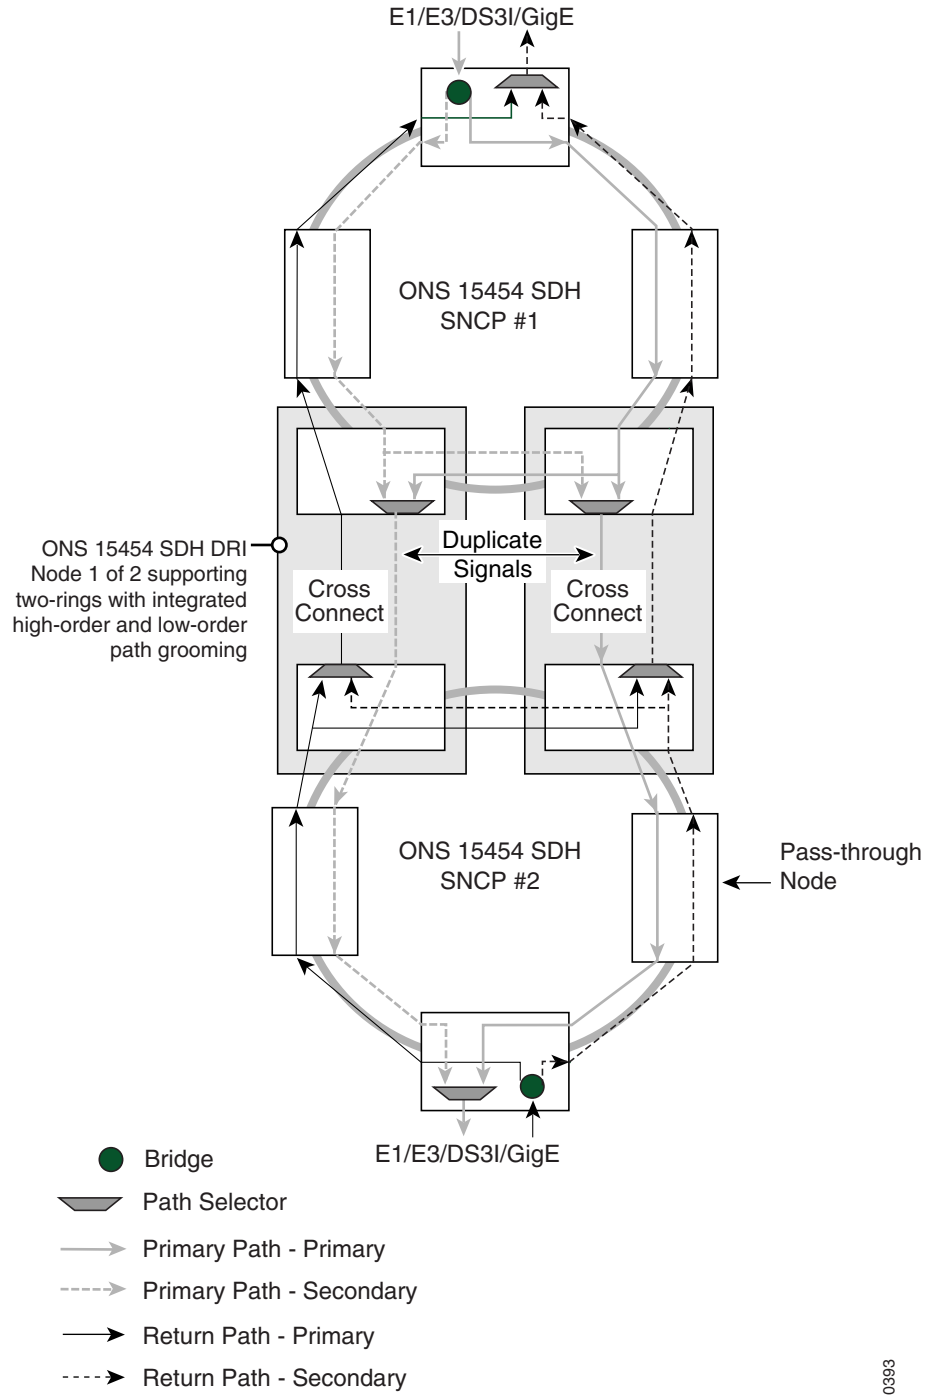 E1/E3/DS3I/GigE
ONS 15454 SDH
SNCP #1
Duplicate
Signals
ONS 15454 SDH DRI
Node 1 of 2 supporting
two-rings with integrated
high-order and low-order
path grooming
Cross
Connect
Cross
Connect
ONS 15454 SDH
SNCP #2
Pass-through
Node
E1/E3/DS3I/GigE
Bridge
Path Selector
Primary Path - Primary
Primary Path - Secondary
Return Path - Primary
Return Path - Secondary
0393